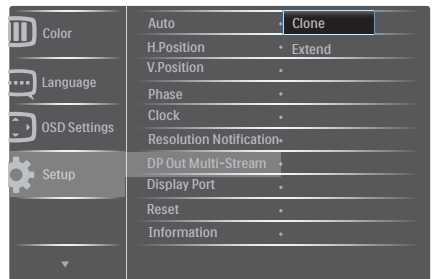 Color
Language
OSD Settings
Setup
Auto
H.Position
V.Position
Phase
Clock
Resolution Notification
DP Out Multi-Stream
Display Port
Reset
Information
Clone
Extend